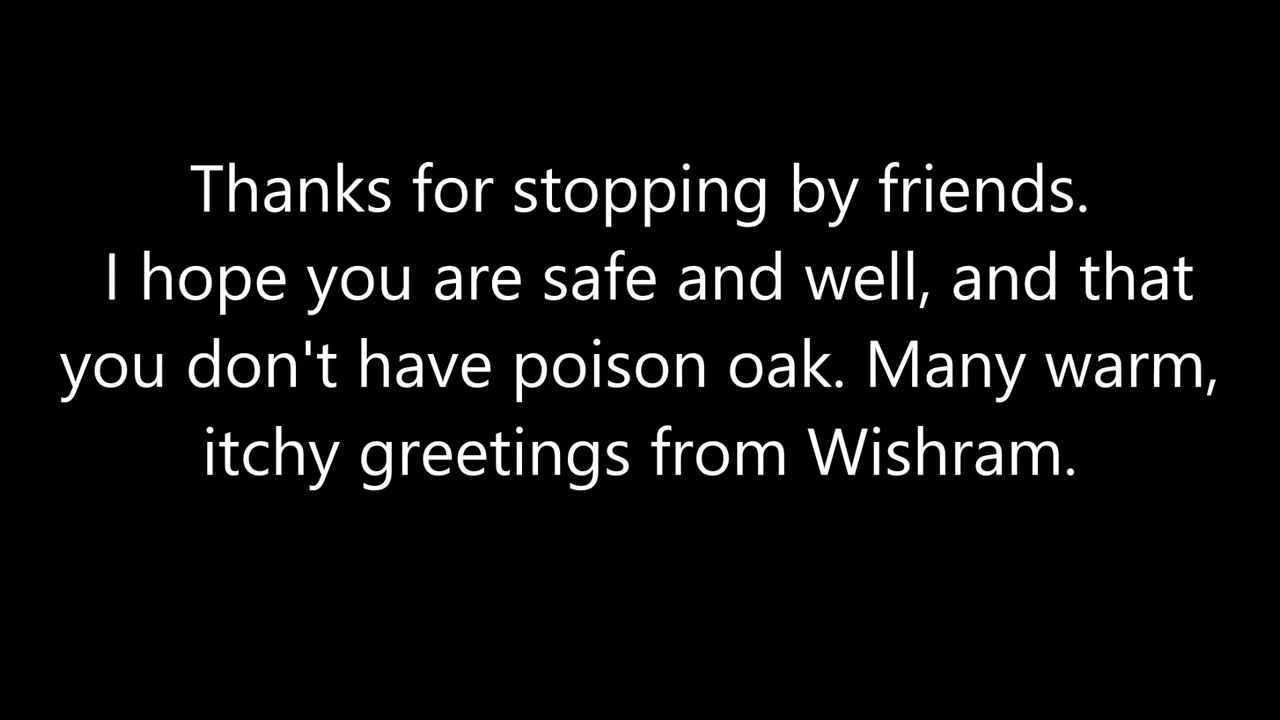 Thanks for stopping by friends.
I hope you are safe and well, and that
you don't have poison oak. Many warm,
itchy greetings from Wishram.